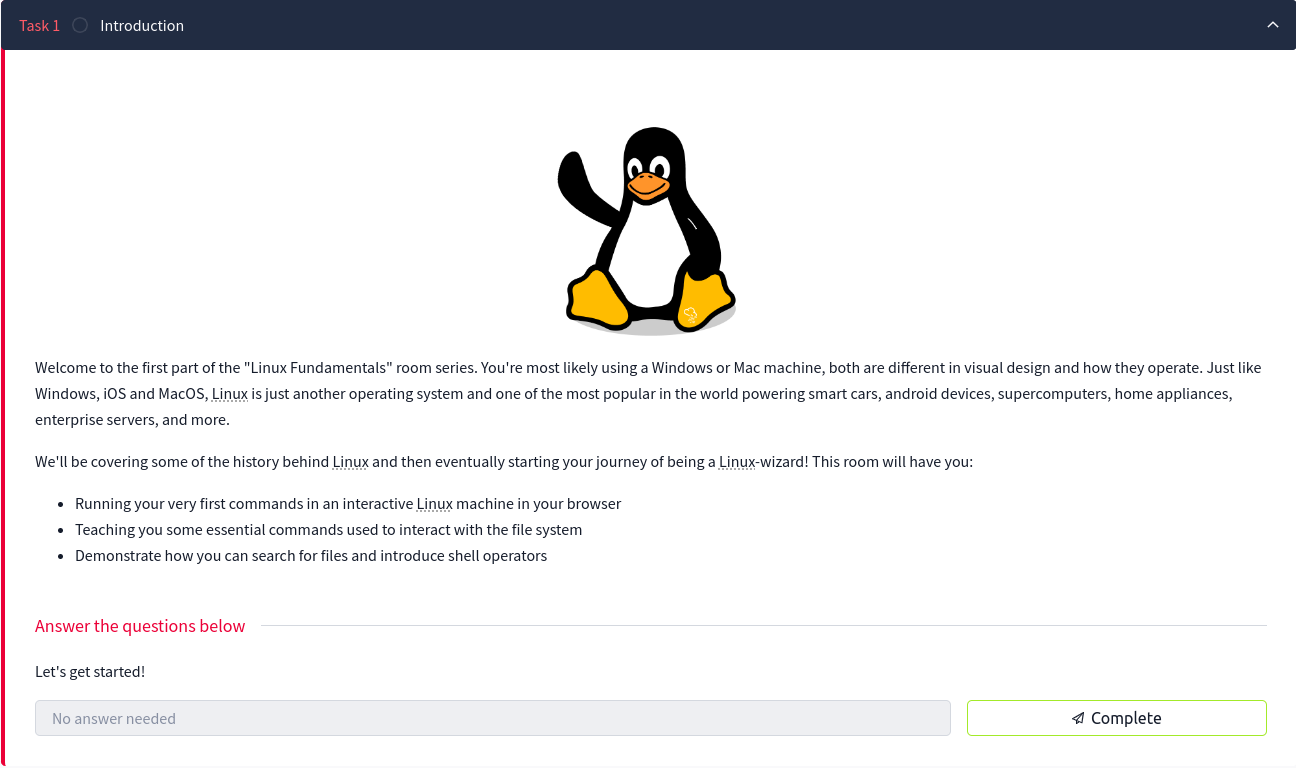 Task 1 Introduction
Welcome to the first part of the "Linux Fundamentals" room series. You're most likely using a Windows or Mac machine, both are different in visual design and how they operate. Just like
Windows, iOS and MacOS, Linux is just another operating system and one of the most popular in the world powering smart cars, android devices, supercomputers, home appliances,
enterprise servers, and more.
We'll be covering some of the history behind Linux and then eventually starting your journey of being a Linux-wizard! This room will have you:
• Running your very first commands in an interactive Linux machine in your browser
• Teaching you some essential commands used to interact with the file system
• Demonstrate how you can search for files and introduce shell operators
Answer the questions below
Let's get started!
No answer needed
Complete